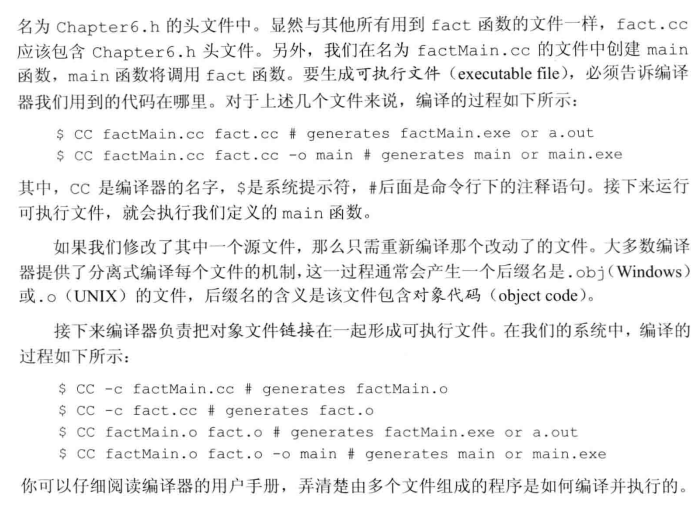 名为 Chapter6.h 的头文件中。显然与其他所有用到 fact 函数的文件一样，fact.cc
应该包含 Chapter6.h 头文件。另外，我们在名为 factMain.cc 的文件中创建 main
函数，main 函数将调用 fact 函数。要生成可执行文件（executable file），必须告诉编译
器我们用到的代码在哪里。对于上述几个文件来说，编译的过程如下所示：
$ CC factMain.cc fact.cc # generates factMain.exe or a.out
$ CC factMain.cc fact.cc -o main # generates main or main.exe
其中，CC 是编译器的名字，$是系统提示符，#后面是命令行下的注释语句。接下来运行
可执行文件，就会执行我们定义的 main 函数。
如果我们修改了其中一个源文件，那么只需重新编译那个改动了的文件。大多数编译
器提供了分离式编译每个文件的机制，这一过程通常会产生一个后缀名是.obj（Windows）
或.o（UNIX）的文件，后缀名的含义是该文件包含对象代码（object code）。
接下来编译器负责把对象文件链接在一起形成可执行文件。在我们的系统中，编译的
过程如下所示：
$ CC -c factMain.cc # generates factMain.o
$ CC -c fact.cc # generates fact.o
$ CC factMain.o fact.o # generates factMain.exe or a.out
$ CC factMain.o fact.o -o main # generates main or main.exe
你可以仔细阅读编译器的用户手册，弄清楚由多个文件组成的程序是如何编译并执行的。